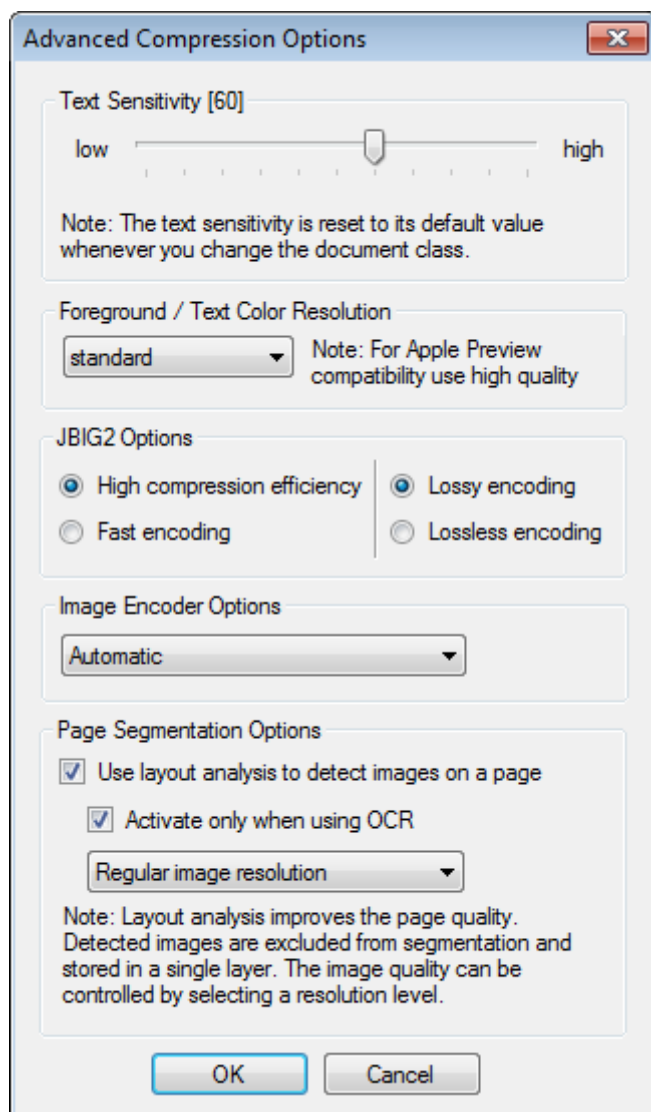 Advanced Compression Options
Text Sensitivity [60]
low high
Note: The text sensitivity is reset to its default value
whenever you change the document class.
Foreground / Text Color Resolution
standard
Note: For Apple Preview
compatibility use high quality
JBIG2 Options
High compression efficiency
Fast encoding
Lossy encoding
Lossless encoding
Image Encoder Options
Automatic
Page Segmentation Options
Use layout analysis to detect images on a page
Activate only when using OCR
Regular image resolution
Note: Layout analysis improves the page quality.
Detected images are excluded from segmentation and
stored in a single layer. The image quality can be
controlled by selecting a resolution level.
OK Cancel